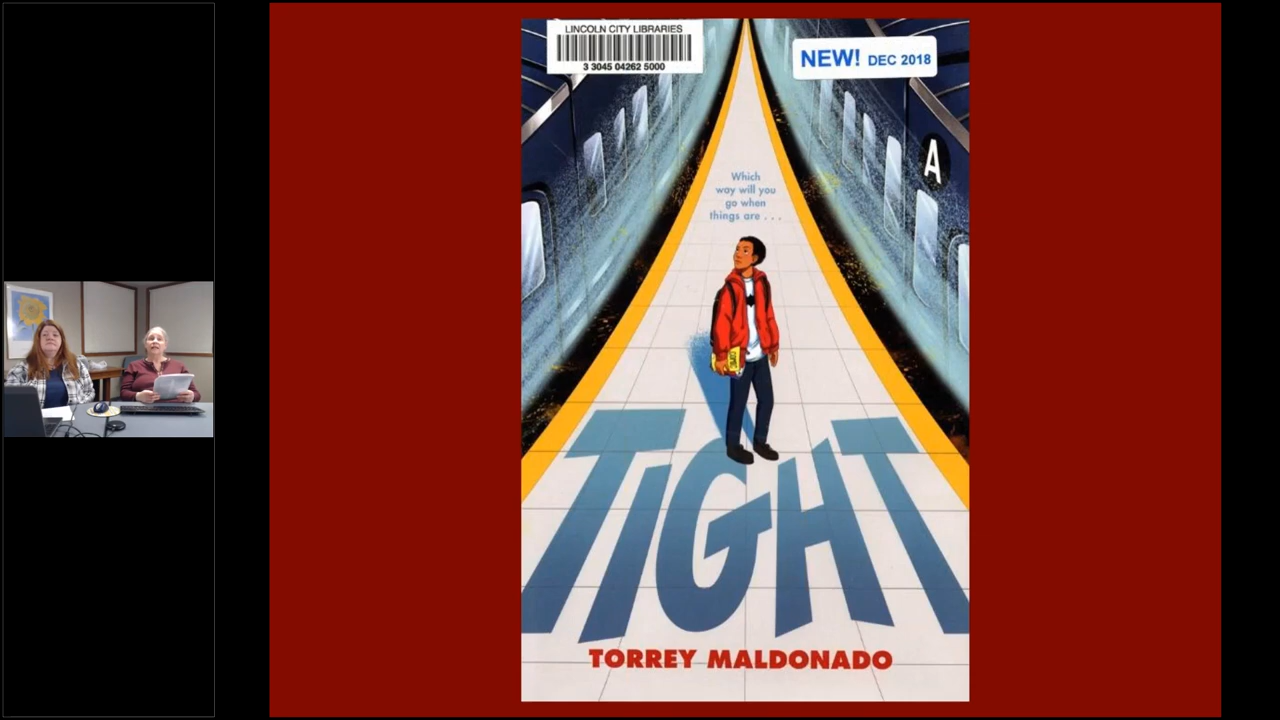 LINCOLN CITY LIBRARIES
3 3045 04262 5000
NEW! DEC 2018
A
Which
way will you
go when
things are . . .
TIGHT
TORREY MALDONADO